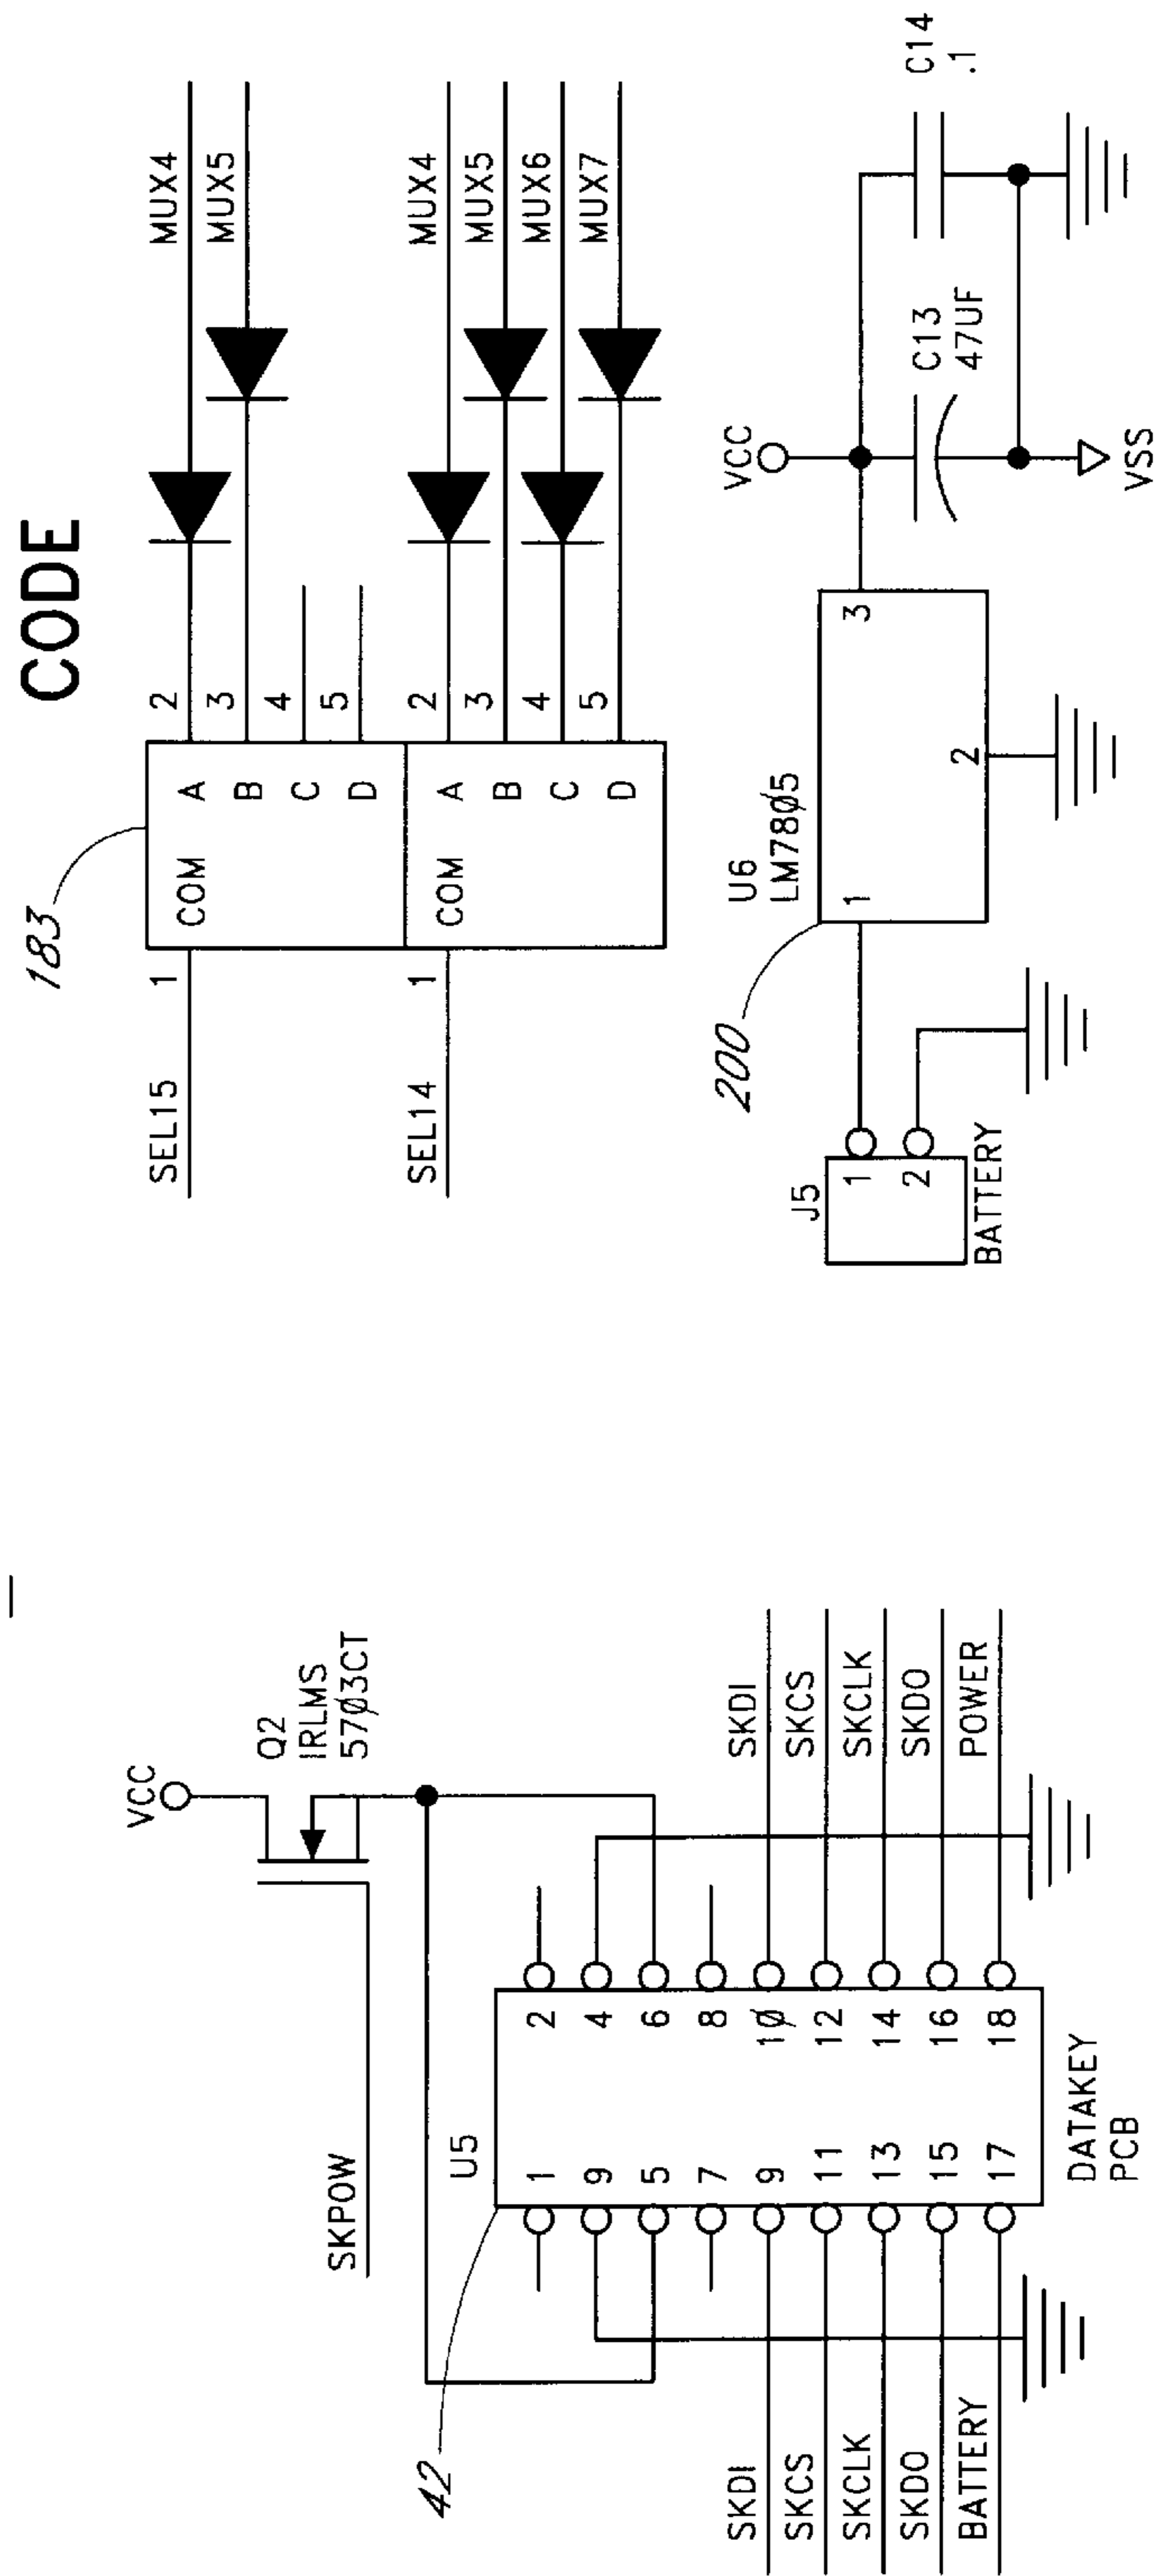 CODE
183
SEL15
1
COM
A
B
C
D
2
3
4
5
MUX4
MUX5
SEL14
1
COM
A
B
C
D
2
3
4
5
MUX4
MUX5
MUX6
MUX7
200
U6
LM78Ø5
1
2
3
J5
1
2
BATTERY
VCC
C13
47UF
C14
.1
VSS
VCC
Q2
IRLMS
57Ø3CT
SKPOW
42
U5
1
9
5
7
9
11
13
15
17
2
4
6
8
1Ø
12
14
16
18
SKDI
SKCS
SKCLK
SKDO
BATTERY
SKDI
SKCS
SKCLK
SKDO
POWER
DATAKEY
PCB